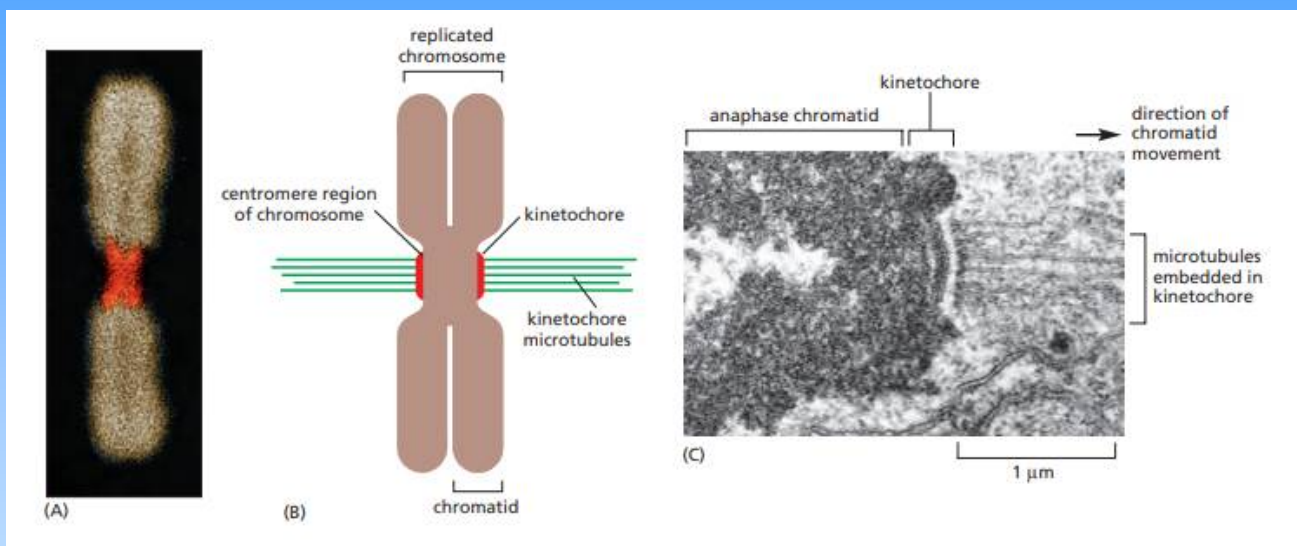 (A)
replicated
chromosome
centromere region
of chromosome
kinetochore
kinetochore
microtubules
chromatid
(B)
kinetochore
anaphase chromatid
direction of
chromatid
movement
microtubules
embedded in
kinetochore
(C)
1 μm